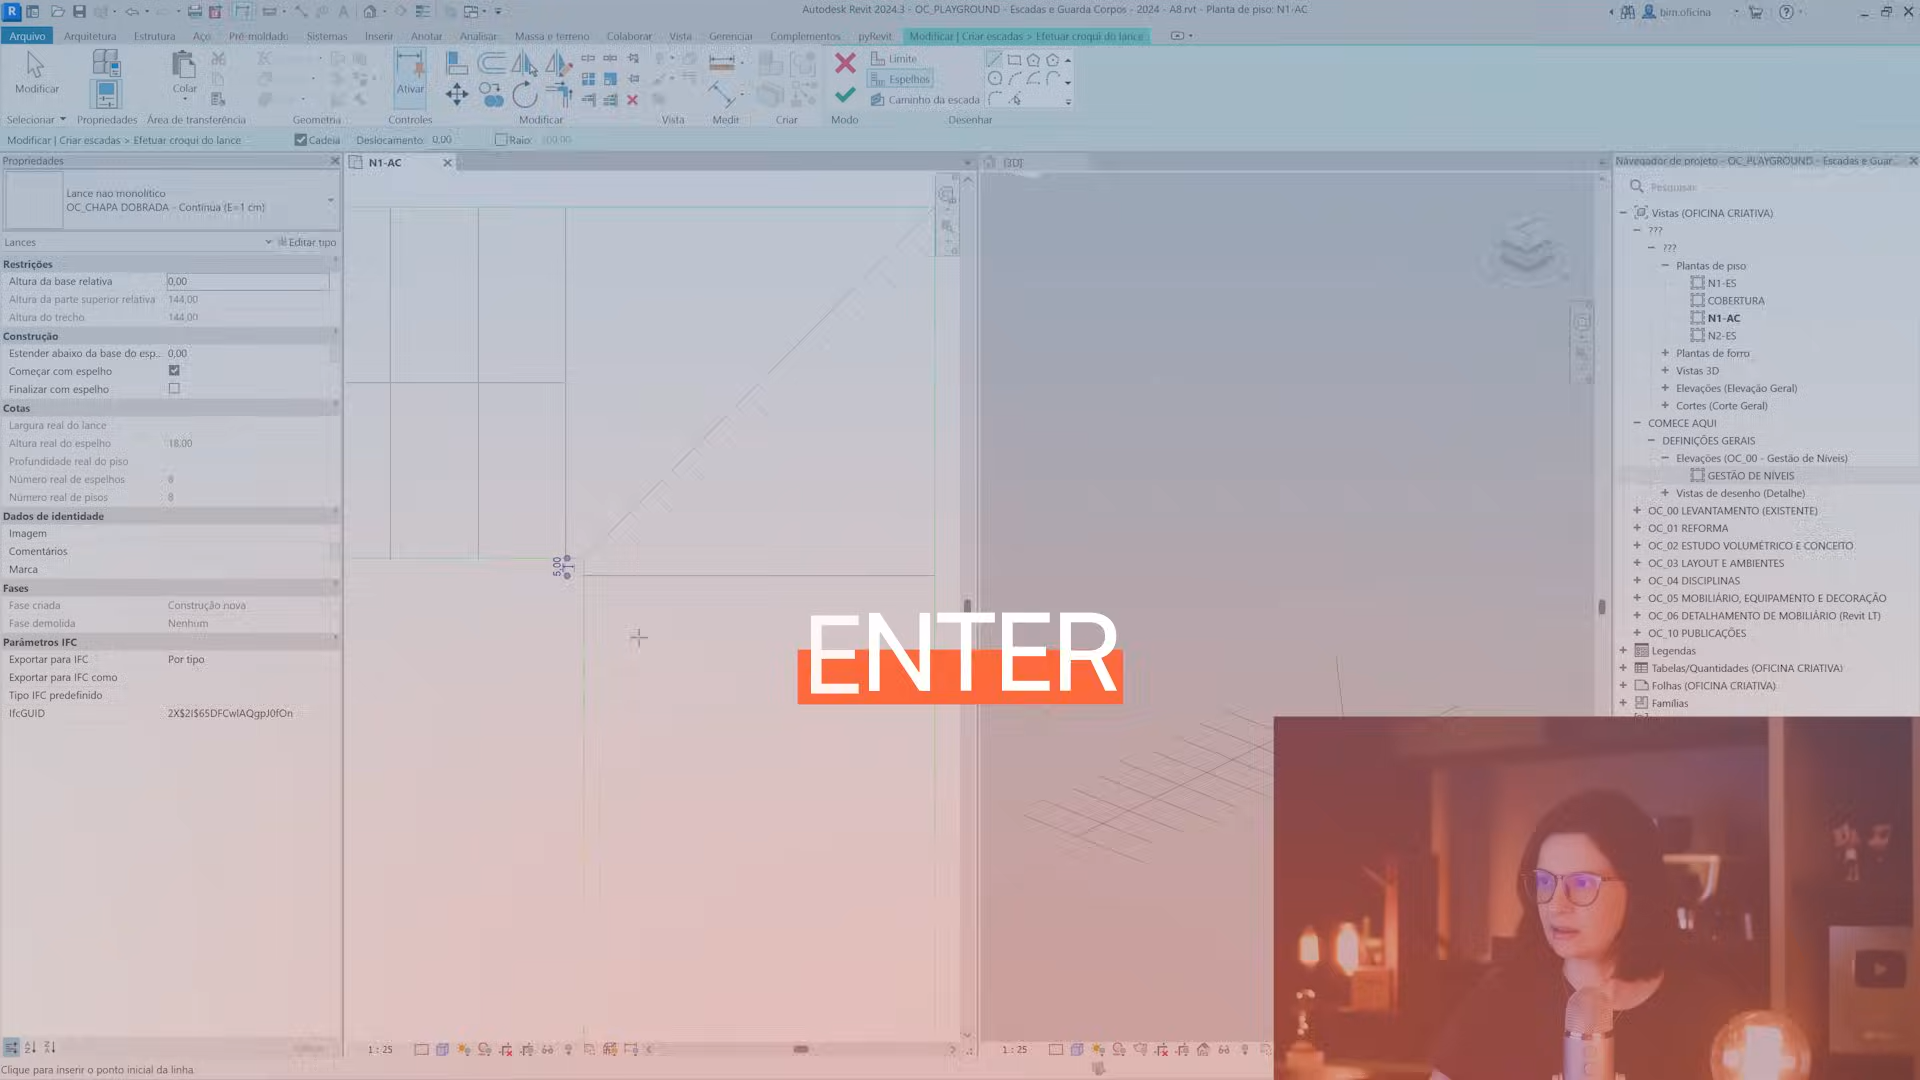 Autodesk Revit 2024.3 - OC_PLAYGROUND - Escadas e Guarda Corpos - 2024 - A8.rvt - Planta de piso: N1-AC
bim.oficina
Arquivo Arquitetura Estrutura Aço Pré-moldado Sistemas Inserir Anotar Analisar Massa e terreno Colaborar Vista Gerenciar Complementos pyRevit Modificar | Criar escadas > Efetuar croqui do lance
Modificar
Colar
Ativar
Limite
Espelhos
Caminho da escada
Selecionar Propriedades Área de transferência Geometria Controles Modificar Vista Medir Criar Modo Desenhar
Modificar | Criar escadas > Efetuar croqui do lance Cadeia Deslocamento: 0,00 Raio:
Propriedades
N1-AC
{3D}
Navegador de projeto - OC_PLAYGROUND - Escadas e Guar...
Lance não monolítico
OC_CHAPA DOBRADA - Contínua (E=1 cm)
Lances Editar tipo
Restrições
Altura da base relativa 0,00
Altura da parte superior relativa 144,00
Altura do trecho 144,00
Construção
Estender abaixo da base do esp... 0,00
Começar com espelho
Finalizar com espelho
Cotas
Largura real do lance
Altura real do espelho 18,00
Profundidade real do piso
Número real de espelhos 8
Número real de pisos 8
Dados de identidade
Imagem
Comentários
Marca
Fases
Fase criada Construção nova
Fase demolida Nenhum
Parâmetros IFC
Exportar para IFC Por tipo
Exportar para IFC como
Tipo IFC predefinido
IfcGUID 2X$2I$65DFCwlAQgpJ0fOn
5,00
ENTER
Pesquisar
Vistas (OFICINA CRIATIVA)
???
???
Plantas de piso
N1-ES
COBERTURA
N1-AC
N2-ES
Plantas de forro
Vistas 3D
Elevações (Elevação Geral)
Cortes (Corte Geral)
COMECE AQUI
DEFINIÇÕES GERAIS
Elevações (OC_00 - Gestão de Níveis)
GESTÃO DE NÍVEIS
Vistas de desenho (Detalhe)
OC_00 LEVANTAMENTO (EXISTENTE)
OC_01 REFORMA
OC_02 ESTUDO VOLUMÉTRICO E CONCEITO
OC_03 LAYOUT E AMBIENTES
OC_04 DISCIPLINAS
OC_05 MOBILIÁRIO, EQUIPAMENTO E DECORAÇÃO
OC_06 DETALHAMENTO DE MOBILIÁRIO (Revit LT)
OC_10 PUBLICAÇÕES
Legendas
Tabelas/Quantidades (OFICINA CRIATIVA)
Folhas (OFICINA CRIATIVA)
Famílias
1 : 25
1 : 25
Clique para inserir o ponto inicial da linha.